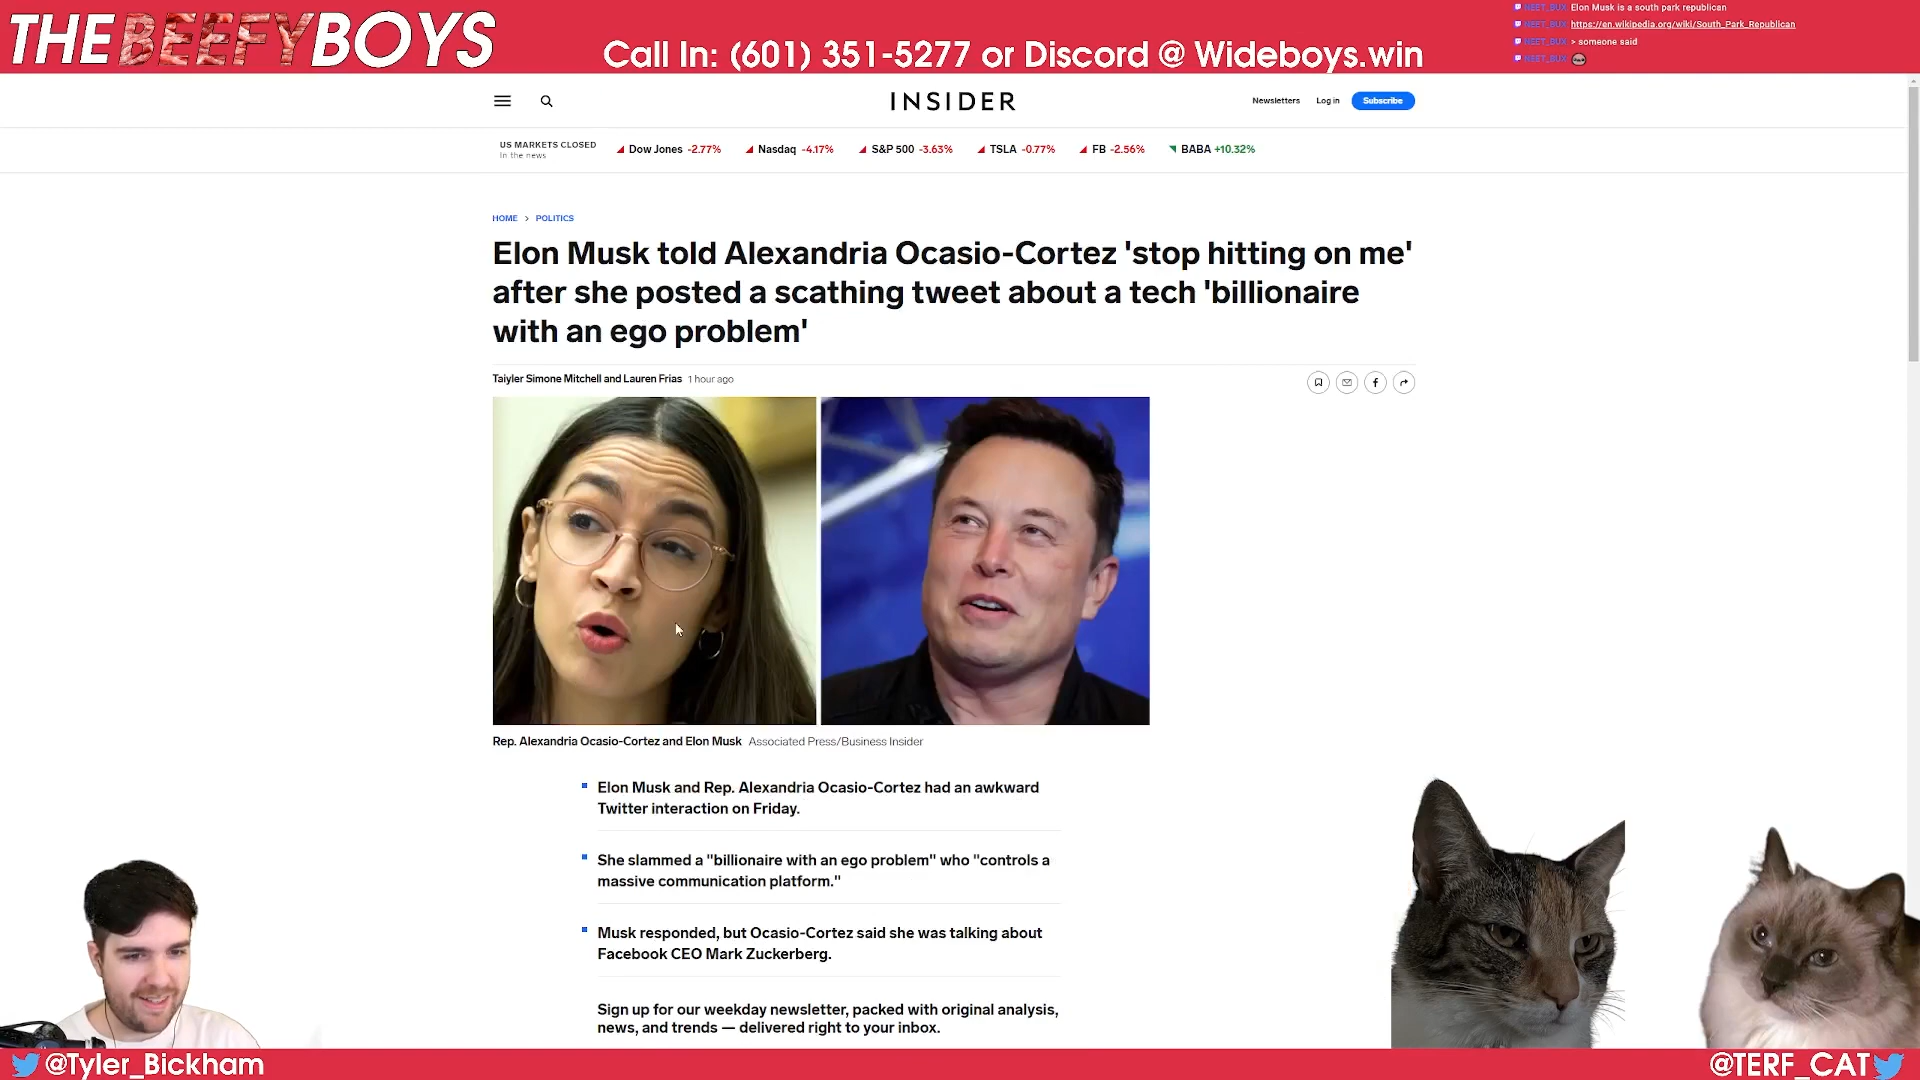 THEBEEFYBOYS
Call In: (601) 351-5277 or Discord @ Wideboys.win
NEET_BUX Elon Musk is a south park republican
NEET_BUX https://en.wikipedia.org/wiki/South_Park_Republican
NEET_BUX > someone said
NEET_BUX
INSIDER
Newsletters Log in Subscribe
US MARKETS CLOSED
In the news
Dow Jones -2.77% Nasdaq -4.17% S&P 500 -3.63% TSLA -0.77% FB -2.56% BABA +10.32%
HOME > POLITICS
Elon Musk told Alexandria Ocasio-Cortez 'stop hitting on me'
after she posted a scathing tweet about a tech 'billionaire
with an ego problem'
Taiyler Simone Mitchell and Lauren Frias 1 hour ago
Rep. Alexandria Ocasio-Cortez and Elon Musk Associated Press/Business Insider
Elon Musk and Rep. Alexandria Ocasio-Cortez had an awkward
Twitter interaction on Friday.
She slammed a "billionaire with an ego problem" who "controls a
massive communication platform."
Musk responded, but Ocasio-Cortez said she was talking about
Facebook CEO Mark Zuckerberg.
Sign up for our weekday newsletter, packed with original analysis,
news, and trends — delivered right to your inbox.
@Tyler_Bickham
@TERF_CAT